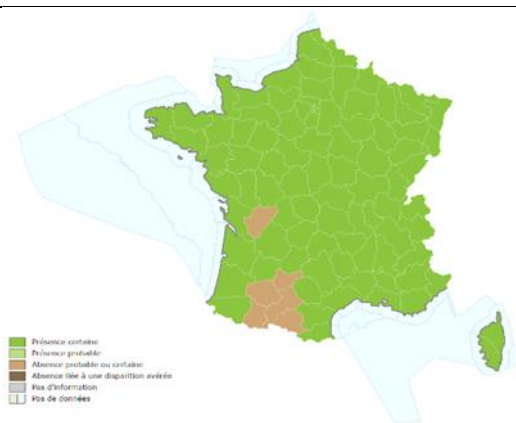 Présence certaine
Présence probable
Absence probable ou certaine
Absence liée à une disparition avérée
Pas d'information
Pas de données